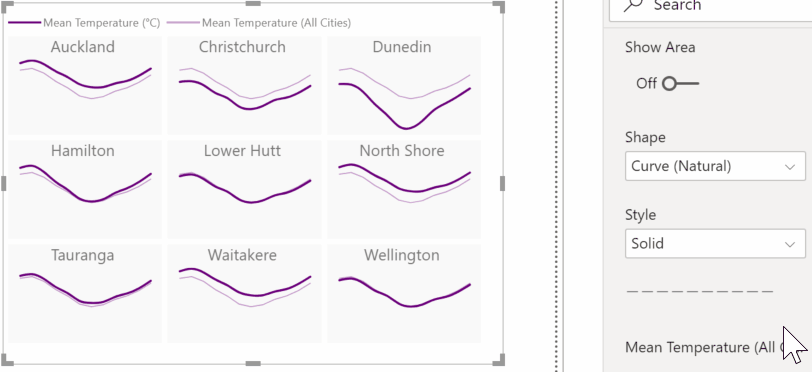 Mean Temperature (°C) Mean Temperature (All Cities)
Auckland Christchurch Dunedin
Hamilton Lower Hutt North Shore
Tauranga Waitakere Wellington
Search
Show Area
Off
Shape
Curve (Natural)
Style
Solid
Mean Temperature (All